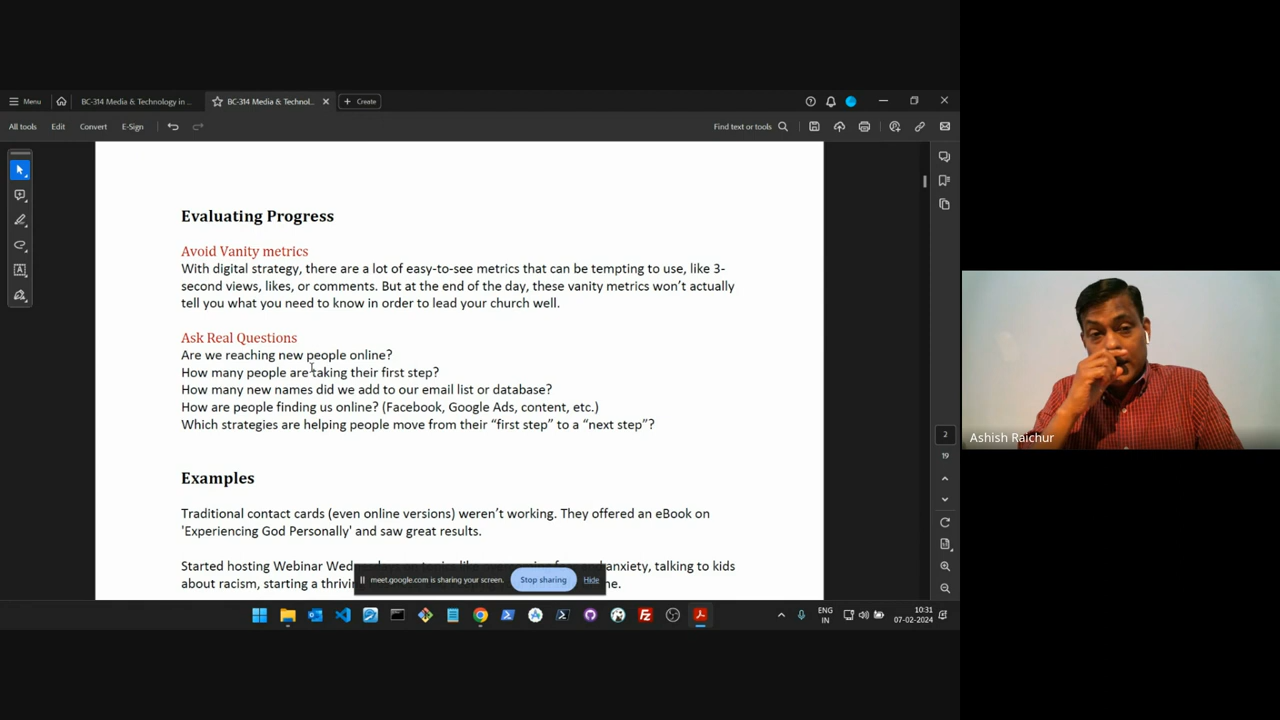 Menu
BC-314 Media & Technology in ...
BC-314 Media & Technol...
Create
All tools
Edit
Convert
E-Sign
Find text or tools
Evaluating Progress
Avoid Vanity metrics
With digital strategy, there are a lot of easy-to-see metrics that can be tempting to use, like 3-
second views, likes, or comments. But at the end of the day, these vanity metrics won't actually
tell you what you need to know in order to lead your church well.
Ask Real Questions
Are we reaching new people online?
How many people are taking their first step?
How many new names did we add to our email list or database?
How are people finding us online? (Facebook, Google Ads, content, etc.)
Which strategies are helping people move from their “first step” to a “next step”?
Examples
Traditional contact cards (even online versions) weren't working. They offered an eBook on
'Experiencing God Personally' and saw great results.
Started hosting Webinar anxiety, talking to kids
about racism, starting a
meet.google.com is sharing your screen.
Stop sharing
Hide
2
19
Ashish Raichur
ENG
IN
10:31
07-02-2024